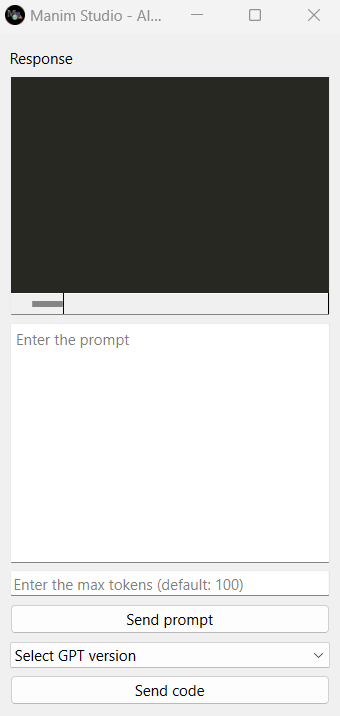 Manim Studio - AI...
Response
Enter the prompt
Enter the max tokens (default: 100)
Send prompt
Select GPT version
Send code